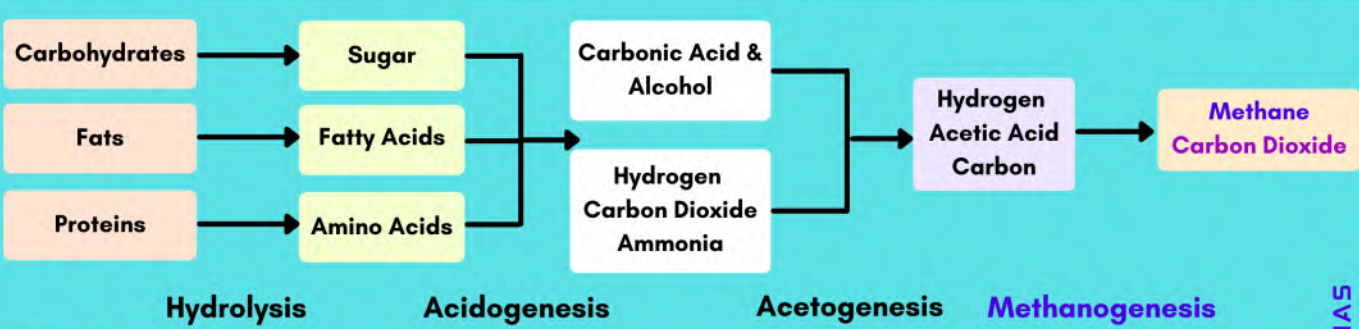 Carbohydrates
Sugar
Carbonic Acid &
Alcohol
Fats
Fatty Acids
Hydrogen
Acetic Acid
Carbon
Methane
Carbon Dioxide
Proteins
Amino Acids
Hydrogen
Carbon Dioxide
Ammonia
Hydrolysis
Acidogenesis
Acetogenesis
Methanogenesis